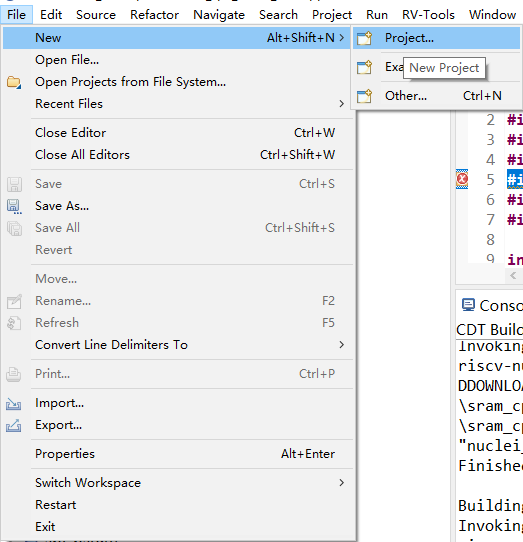 File Edit Source Refactor Navigate Search Project Run RV-Tools Window
New Alt+Shift+N
Project...
Open File...
New Project
Open Projects from File System...
Other... Ctrl+N
Recent Files
2 #i
Close Editor Ctrl+W
3 #i
Close All Editors Ctrl+Shift+W
4 #i
Save Ctrl+S
5 #i
Save As...
6 #i
7 #i
Save All Ctrl+Shift+S
8
Revert
9 in
Move...
Rename... F2
Conso
Refresh F5
CDT Build
Convert Line Delimiters To
Invoking
riscv-nu
Print... Ctrl+P
DDOWNLOA
Import...
\sram_cp
Export...
\sram_cp
"nuclei_
Properties Alt+Enter
Finished
Switch Workspace
Restart
Building
Exit
Invoking